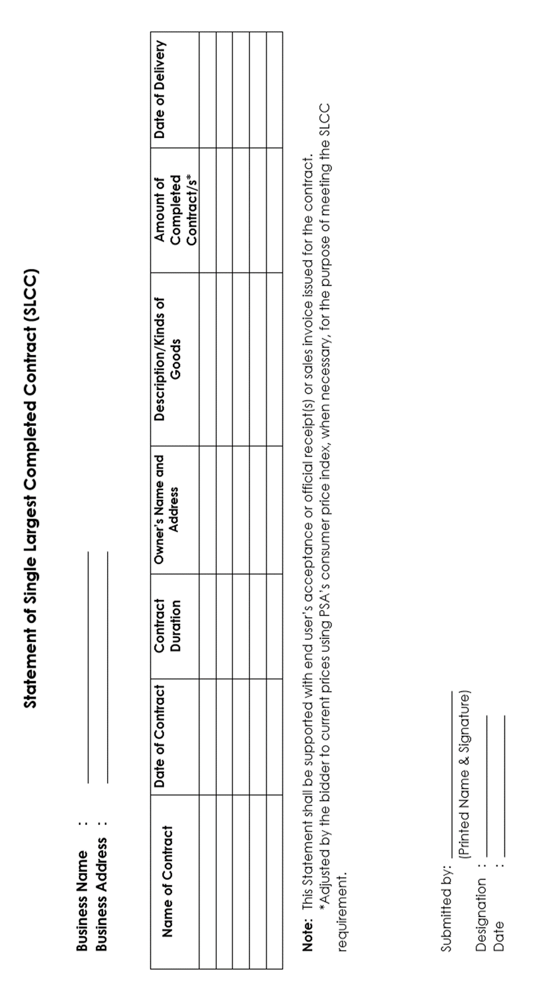 Statement of Single Largest Completed Contract (SLCC)
Business Name :
Business Address :
Name of Contract
Date of Contract
Contract
Duration
Owner's Name and
Address
Description/Kinds of
Goods
Amount of
Completed
Contract/s*
Date of Delivery
Note: This Statement shall be supported with end user's acceptance or official receipt(s) or sales invoice issued for the contract.
*Adjusted by the bidder to current prices using PSA's consumer price index, when necessary, for the purpose of meeting the SLCC
requirement.
Submitted by:
(Printed Name & Signature)
Designation :
Date :